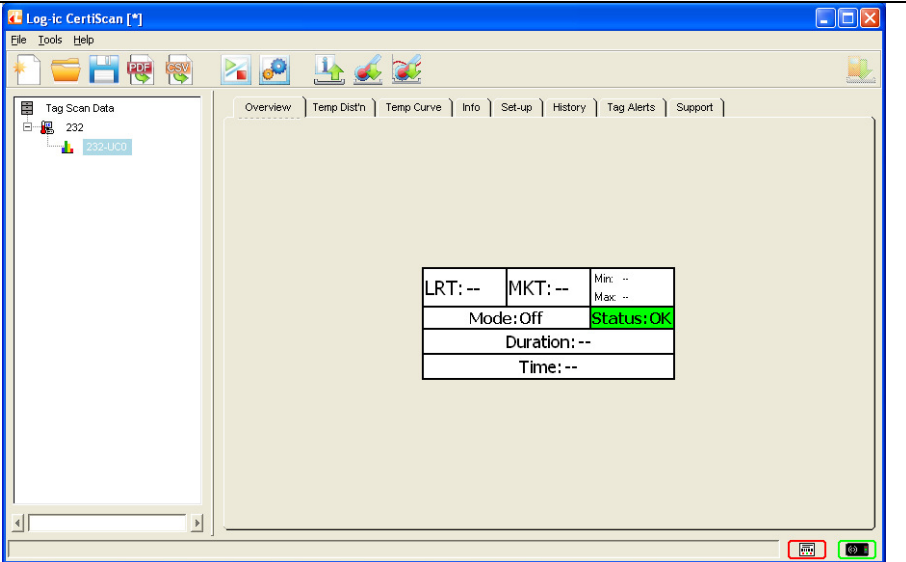 Log-ic CertiScan [*]
File Tools Help
PDF CSV
Tag Scan Data
232
232-UC0
Overview Temp Dist'n Temp Curve Info Set-up History Tag Alerts Support
LRT: -- MKT: -- Min: --
Max: --
Mode:Off Status:OK
Duration: --
Time: --